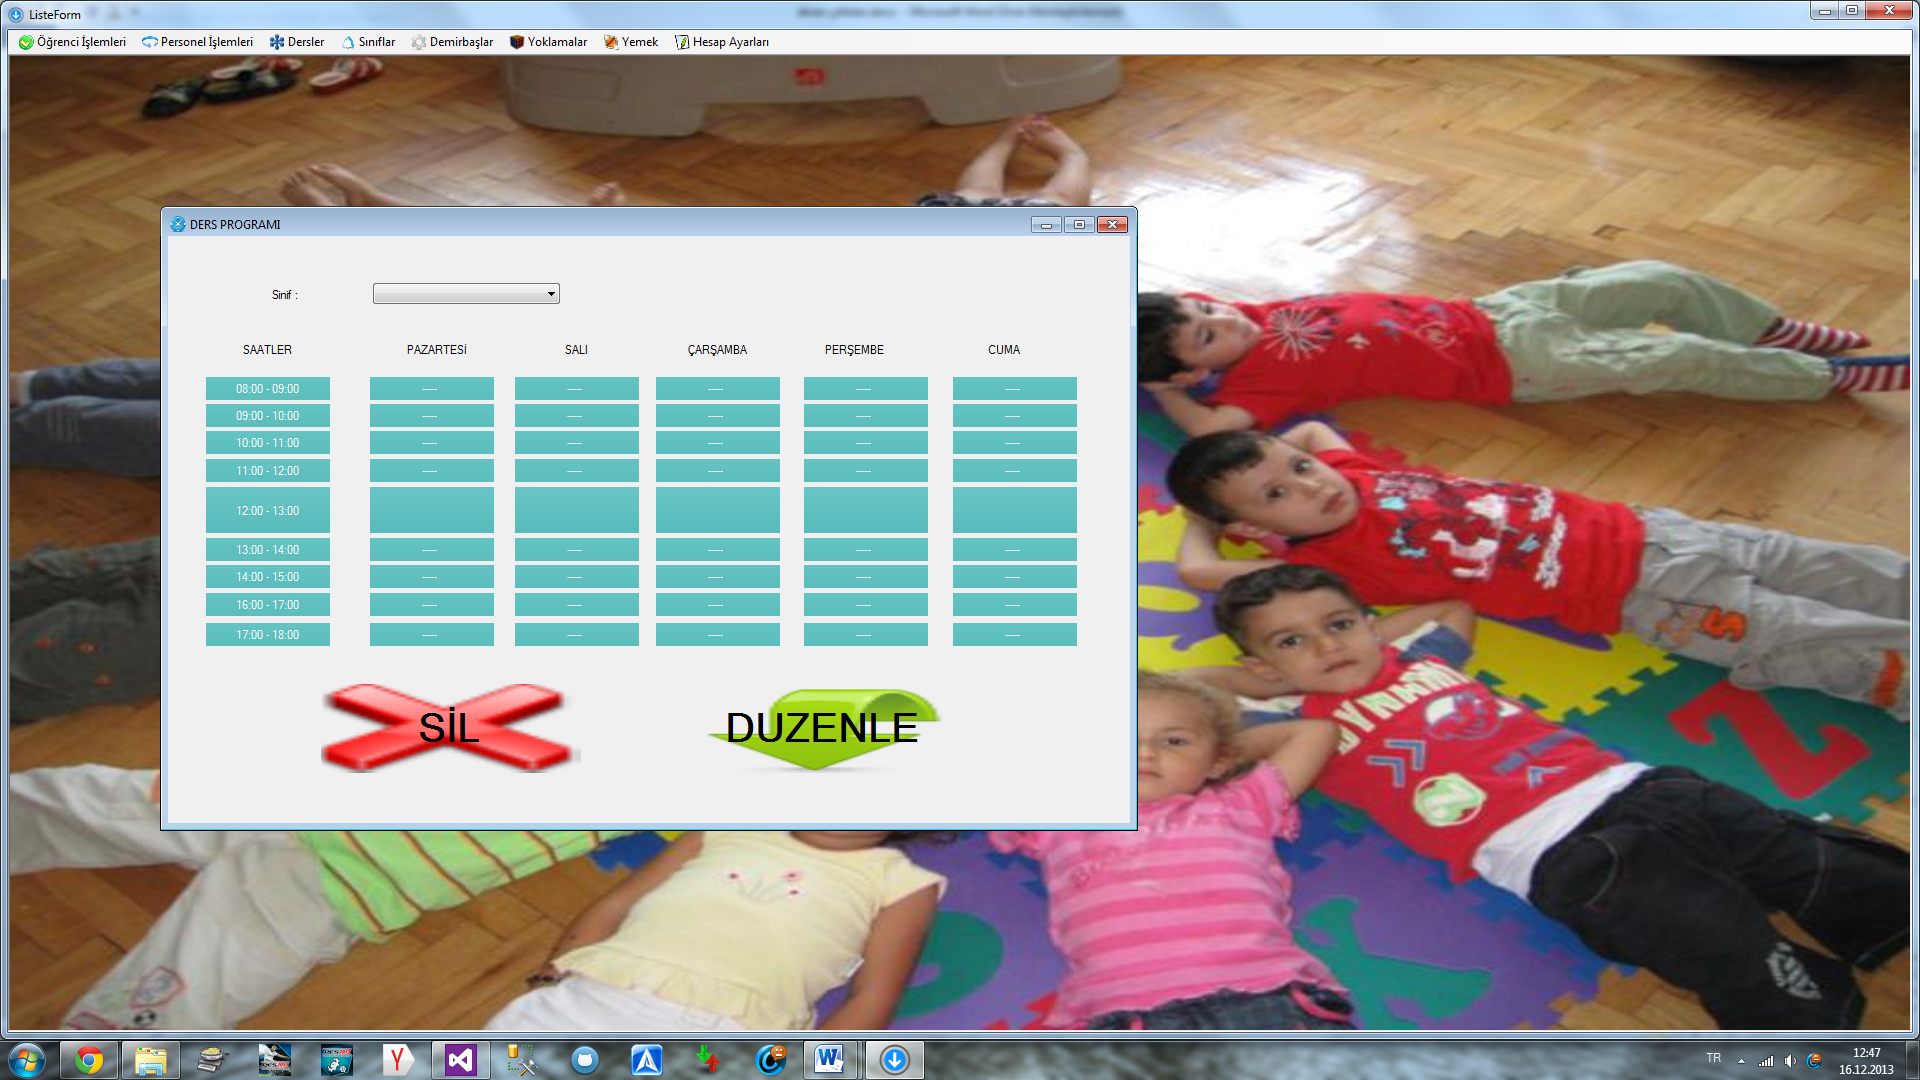 ListeForm
Öğrenci İşlemleri Personel İşlemleri Dersler Sınıflar Demirbaşlar Yoklamalar Yemek Hesap Ayarları
DERS PROGRAMI
Sinif :
SAATLER PAZARTESİ SALI ÇARŞAMBA PERŞEMBE CUMA
08:00 - 09:00 ----- ----- ----- ----- -----
09:00 - 10:00 ----- ----- ----- ----- -----
10:00 - 11:00 ----- ----- ----- ----- -----
11:00 - 12:00 ----- ----- ----- ----- -----
12:00 - 13:00
13:00 - 14:00 ----- ----- ----- ----- -----
14:00 - 15:00 ----- ----- ----- ----- -----
16:00 - 17:00 ----- ----- ----- ----- -----
17:00 - 18:00 ----- ----- ----- ----- -----
SİL DUZENLE
TR
12:47
16.12.2013